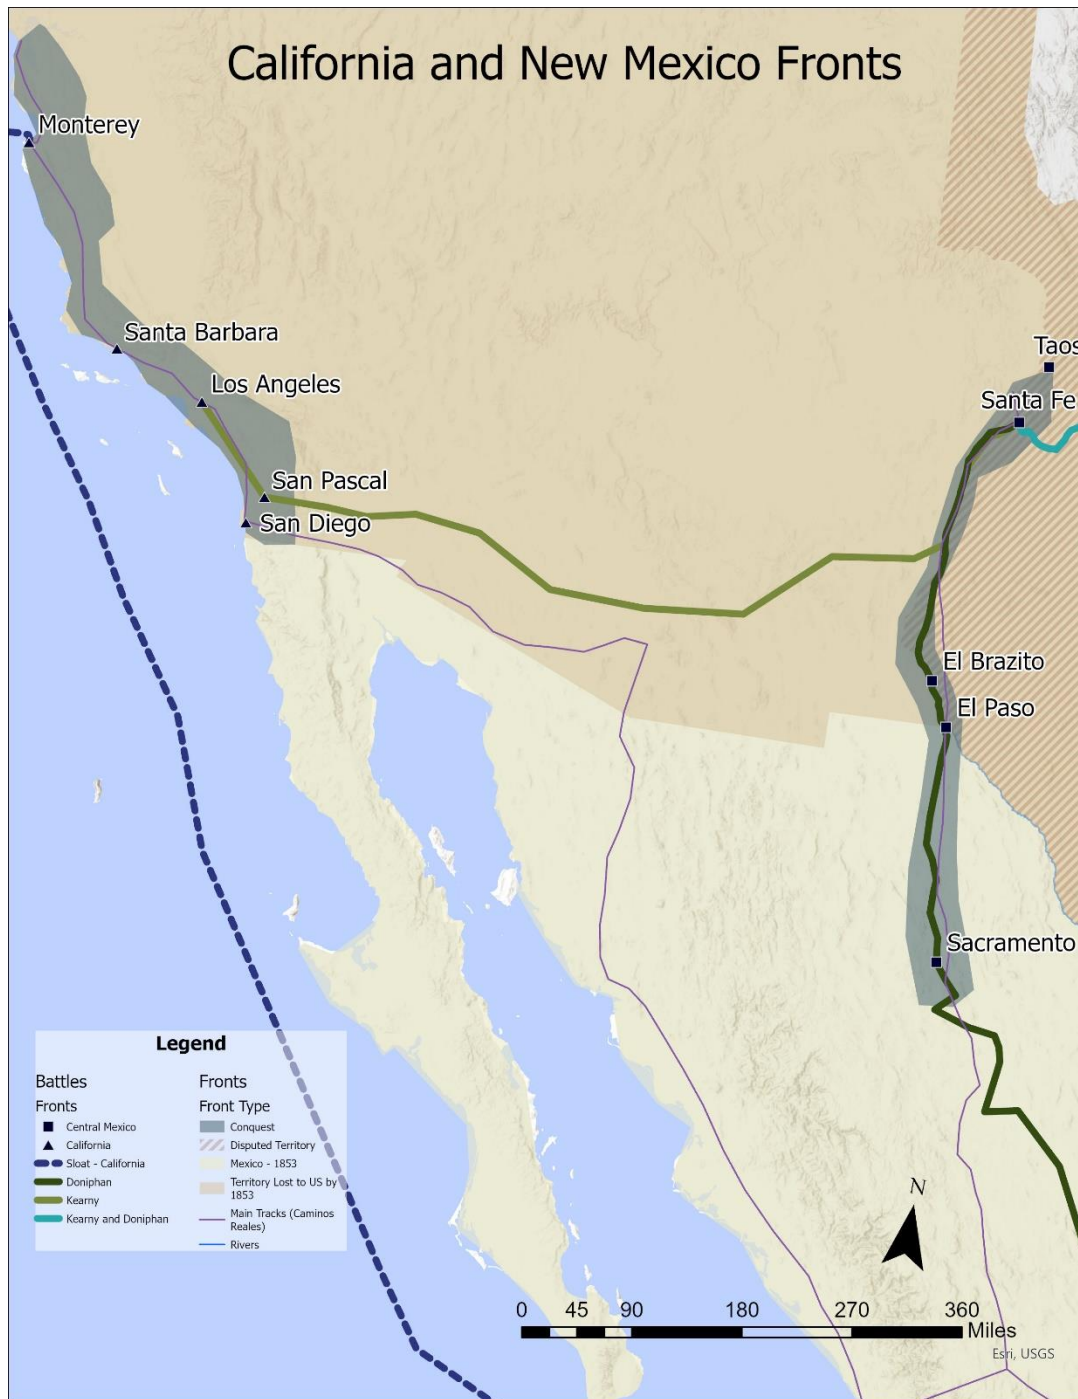 California and New Mexico Fronts
Monterey
Santa Barbara
Los Angeles
Taos
Santa Fe
San Pascal
San Diego
El Brazito
El Paso
Sacramento
Legend
Battles
Fronts
Central Mexico
California
Sloat - California
Doniphan
Kearny
Kearny and Doniphan
Fronts
Front Type
Conquest
Disputed Territory
Mexico - 1853
Territory Lost to US by
1853
Main Tracks (Caminos
Reales)
Rivers
N
0 45 90 180 270 360
Miles
Esri, USGS